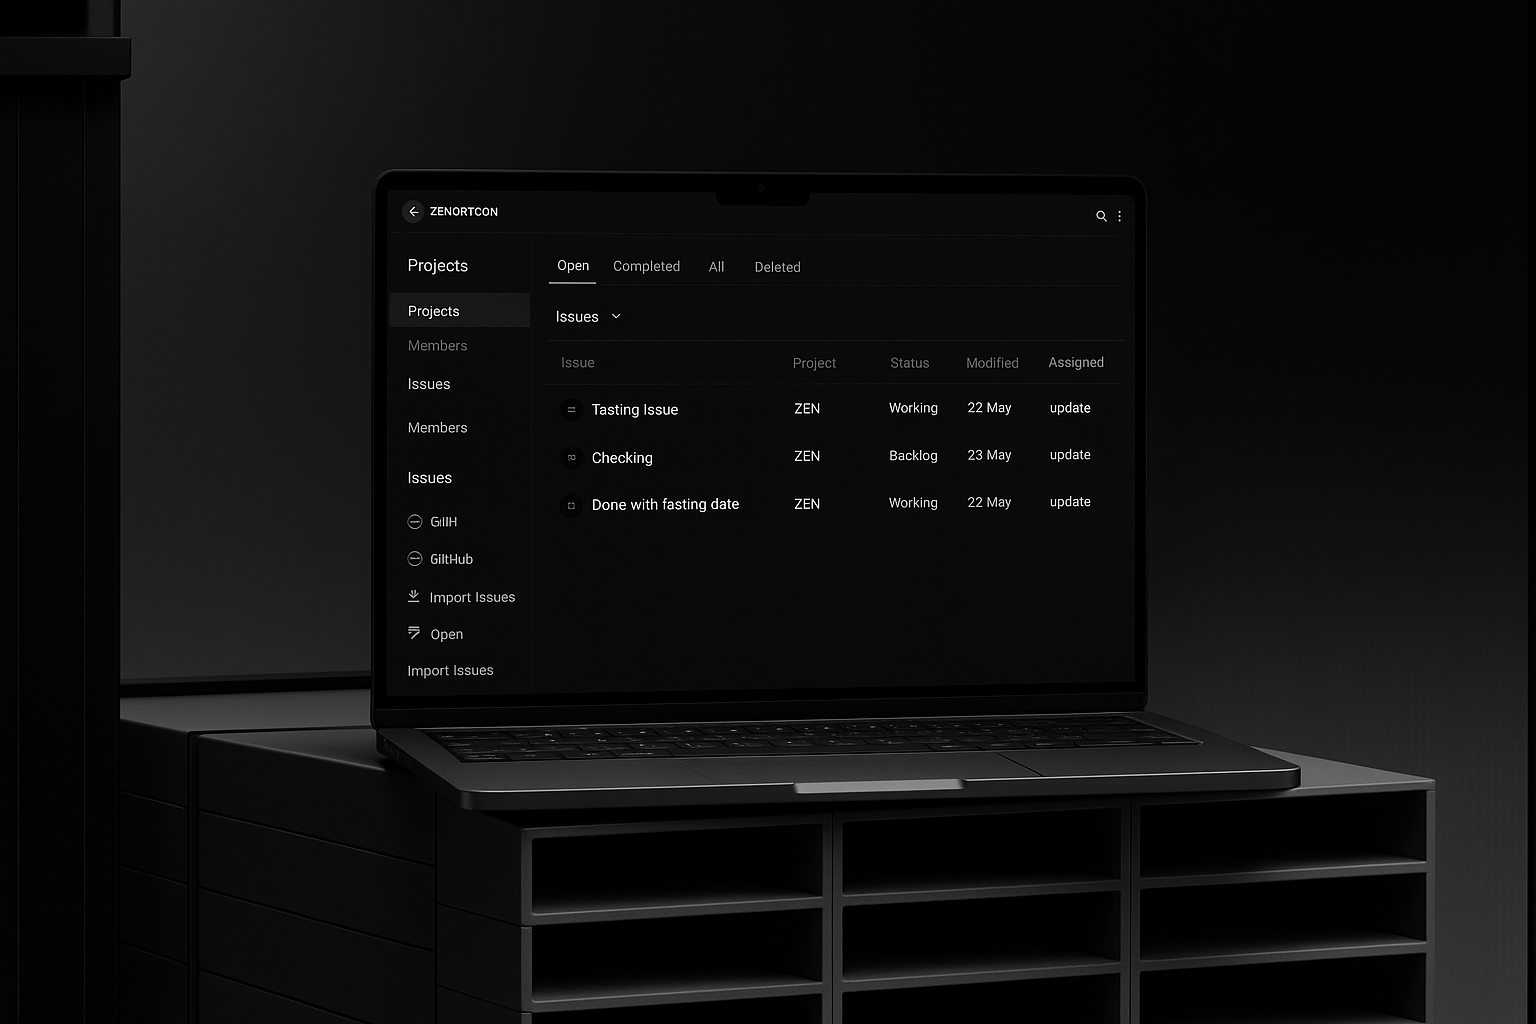 ZENORTCON
Projects
Projects
Members
Issues
Members
Issues
GillH
GiltHub
Import Issues
Open
Import Issues
Open Completed All Deleted
Issues
Issue Project Status Modified Assigned
Tasting Issue ZEN Working 22 May update
Checking ZEN Backlog 23 May update
Done with fasting date ZEN Working 22 May update